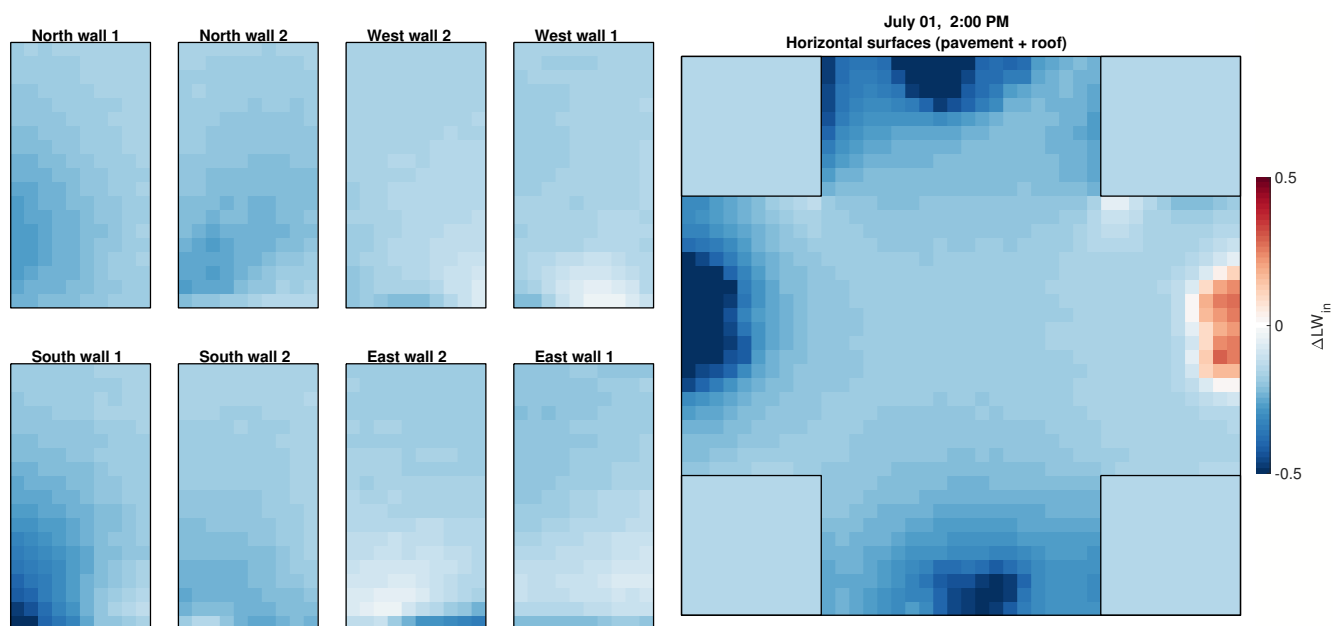 July 01, 2:00 PM
Horizontal surfaces (pavement + roof)
North wall 1
North wall 2
West wall 2
West wall 1
South wall 1
South wall 2
East wall 2
East wall 1
0.5
0
-0.5
ΔLW_in